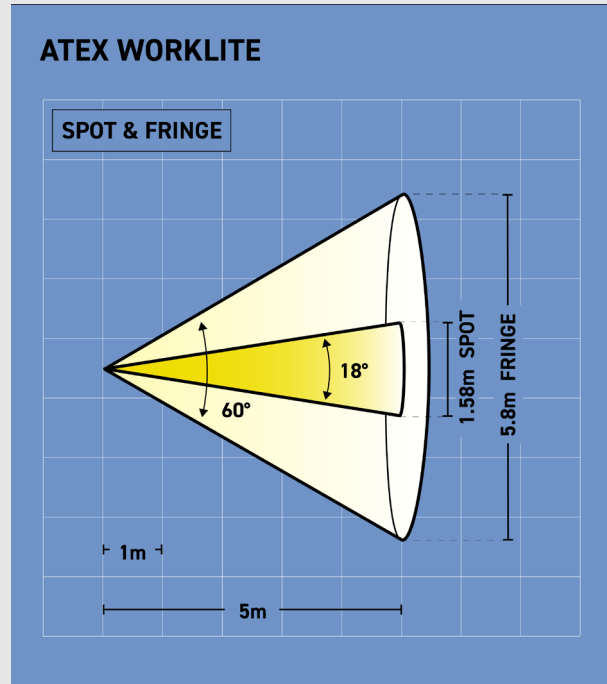 ATEX WORKLITE
SPOT & FRINGE
18°
60°
1.58m SPOT
5.8m FRINGE
1m
5m